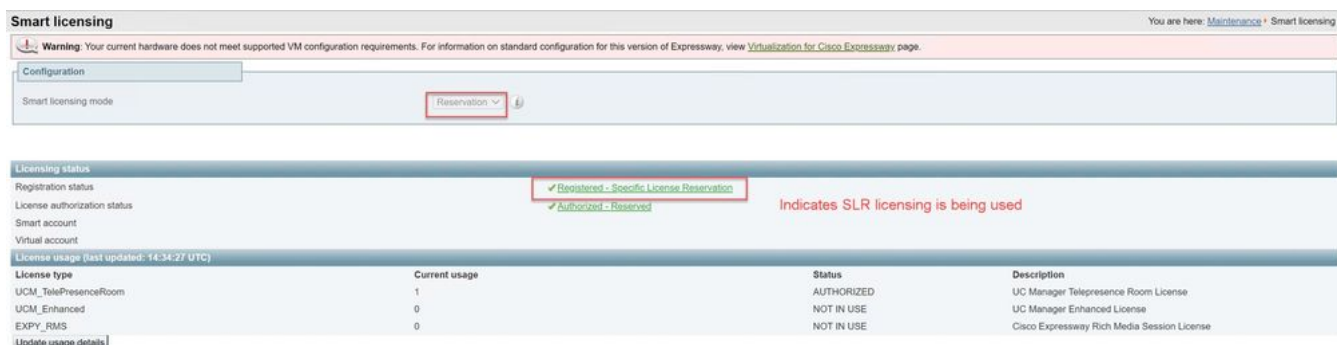 Smart licensing
You are here: Maintenance › Smart licensing
Warning: Your current hardware does not meet supported VM configuration requirements. For information on standard configuration for this version of Expressway, view Virtualization for Cisco Expressway page.
Configuration
Smart licensing mode Reservation
Licensing status
Registration status ✔ Registered - Specific License Reservation
License authorization status ✔ Authorized - Reserved
Indicates SLR licensing is being used
Smart account
Virtual account
License usage (last updated: 14:34:27 UTC)
License type Current usage Status Description
UCM_TelePresenceRoom 1 AUTHORIZED UC Manager Telepresence Room License
UCM_Enhanced 0 NOT IN USE UC Manager Enhanced License
EXPY_RMS 0 NOT IN USE Cisco Expressway Rich Media Session License
Update usage details